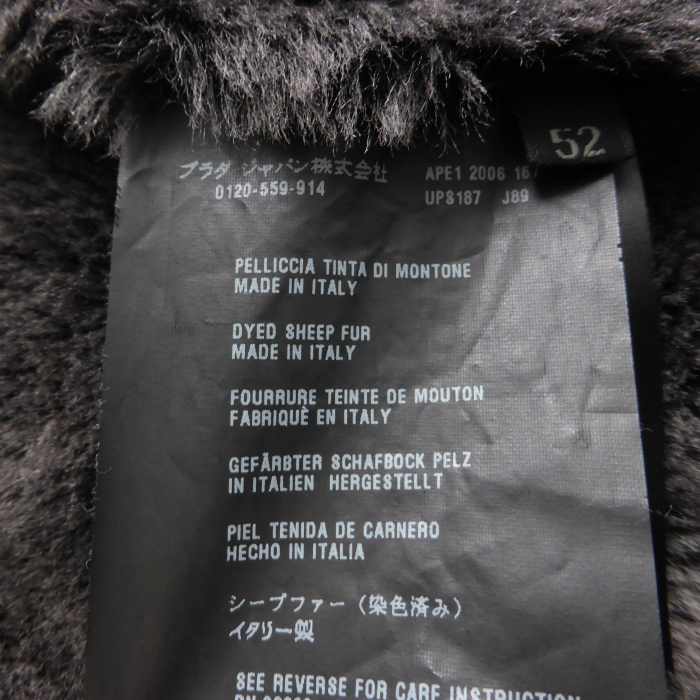 52
プラダ ジャパン株式会社
0120-559-914
APE1 2006
UPS187 J89
PELLICCIA TINTA DI MONTONE
MADE IN ITALY
DYED SHEEP FUR
MADE IN ITALY
FOURRURE TEINTE DE MOUTON
FABRIQUÈ EN ITALY
GEFÄRBTER SCHAFBOCK PELZ
IN ITALIEN HERGESTELLT
PIEL TENIDA DE CARNERO
HECHO IN ITALIA
シープファー（染色済み）
イタリー製
SEE REVERSE FOR CARE INSTRUCTION